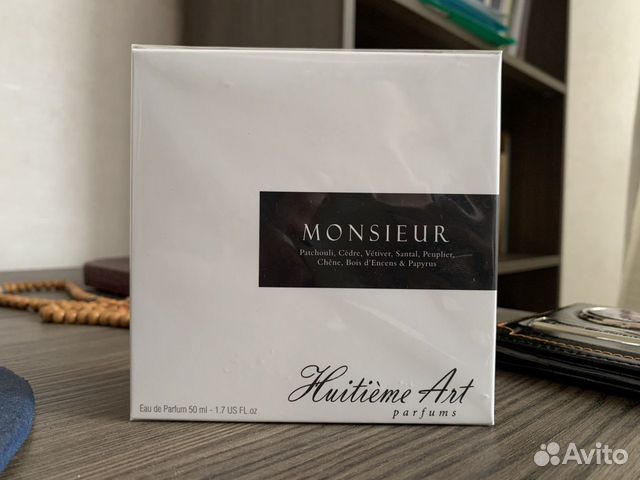 MONSIEUR
Patchouli, Cèdre, Vétiver, Santal, Peuplier,
Chêne, Bois d'Encens & Papyrus
Huitième Art
parfums
Eau de Parfum 50 ml - 1.7 US FL.oz
Avito